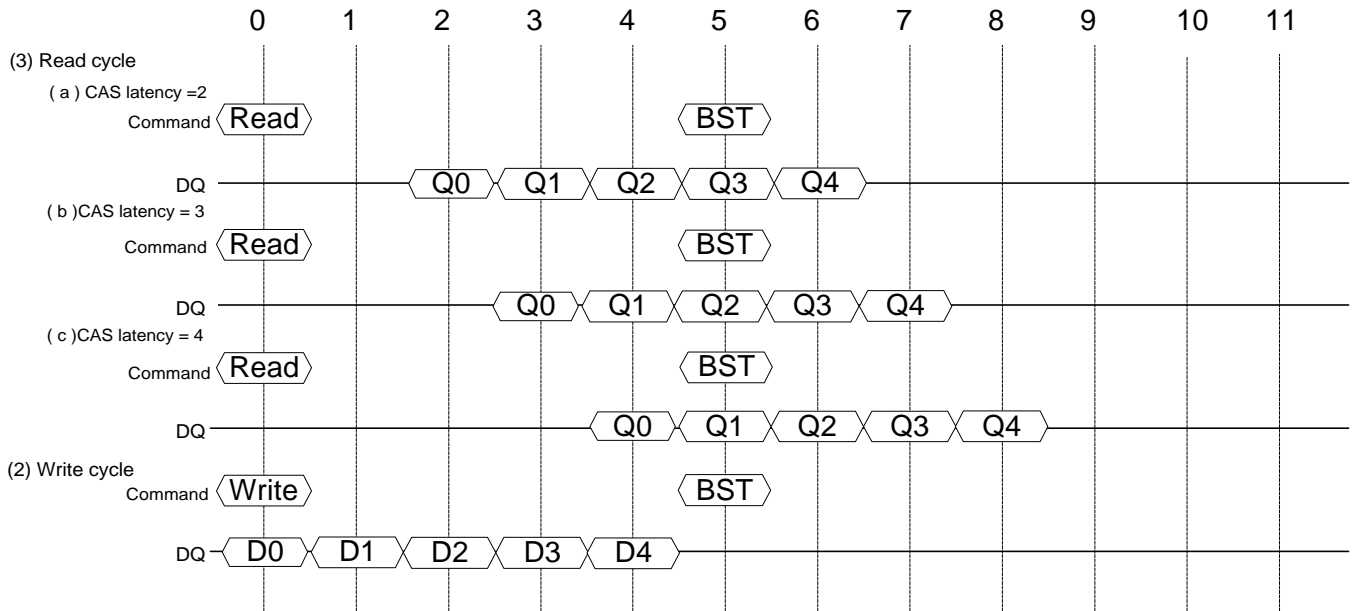 0 1 2 3 4 5 6 7 8 9 10 11
(3) Read cycle
( a ) CAS latency =2
Command Read BST
DQ Q0 Q1 Q2 Q3 Q4
( b )CAS latency = 3
Command Read BST
DQ Q0 Q1 Q2 Q3 Q4
( c )CAS latency = 4
Command Read BST
DQ Q0 Q1 Q2 Q3 Q4
(2) Write cycle
Command Write BST
DQ D0 D1 D2 D3 D4